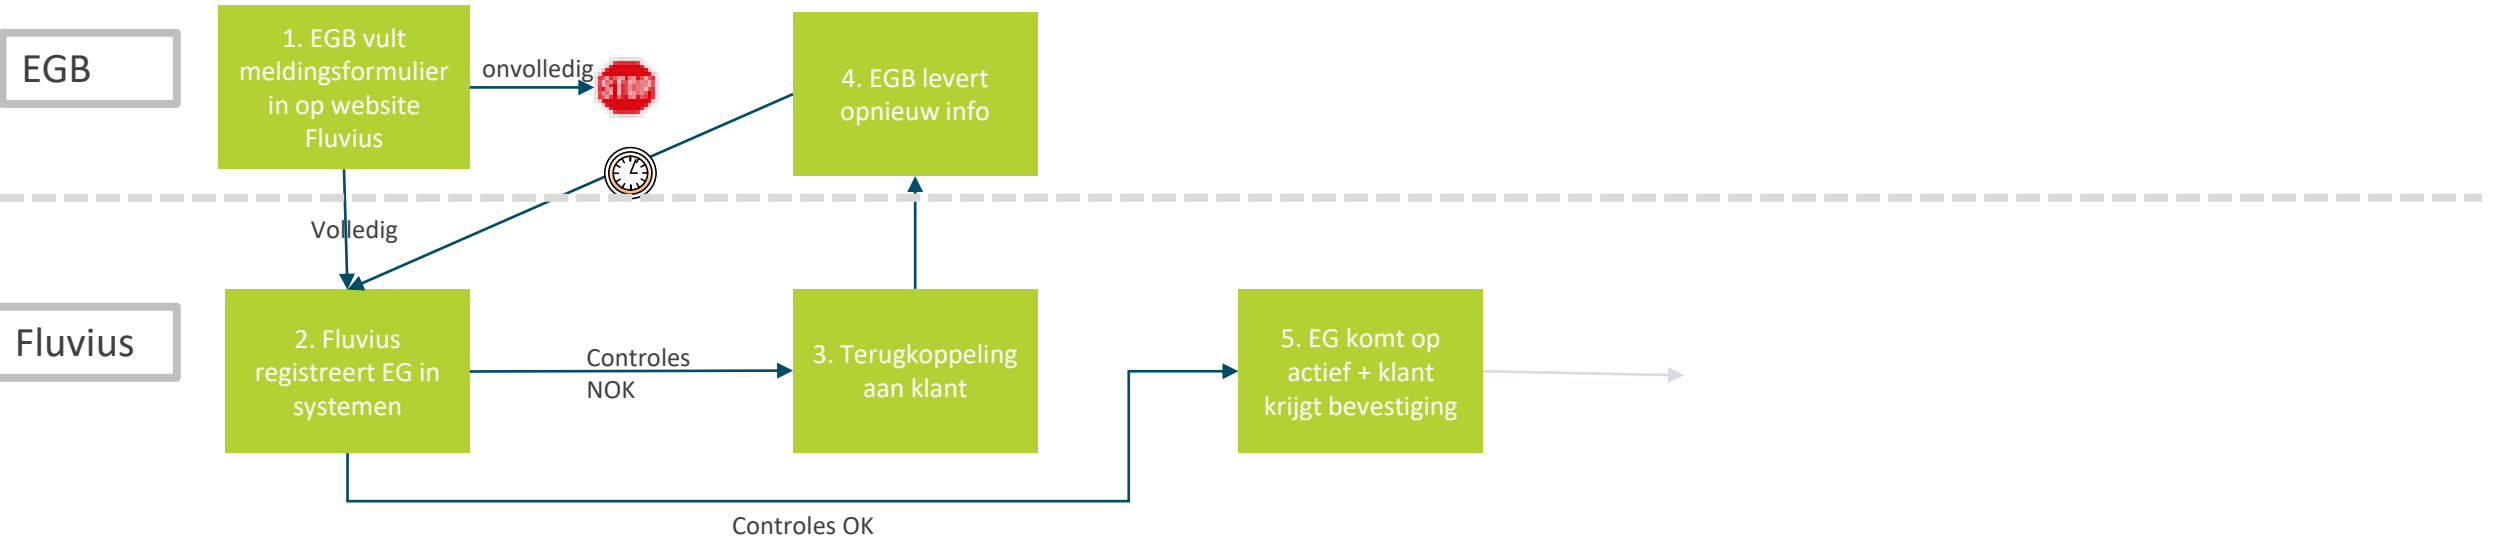 EGB
1. EGB vult
meldingsformulier
in op website
Fluvius
onvolledig
STOP
4. EGB levert
opnieuw info
Volledig
Fluvius
2. Fluvius
registreert EG in
systemen
Controles
NOK
3. Terugkoppeling
aan klant
5. EG komt op
actief + klant
krijgt bevestiging
Controles OK